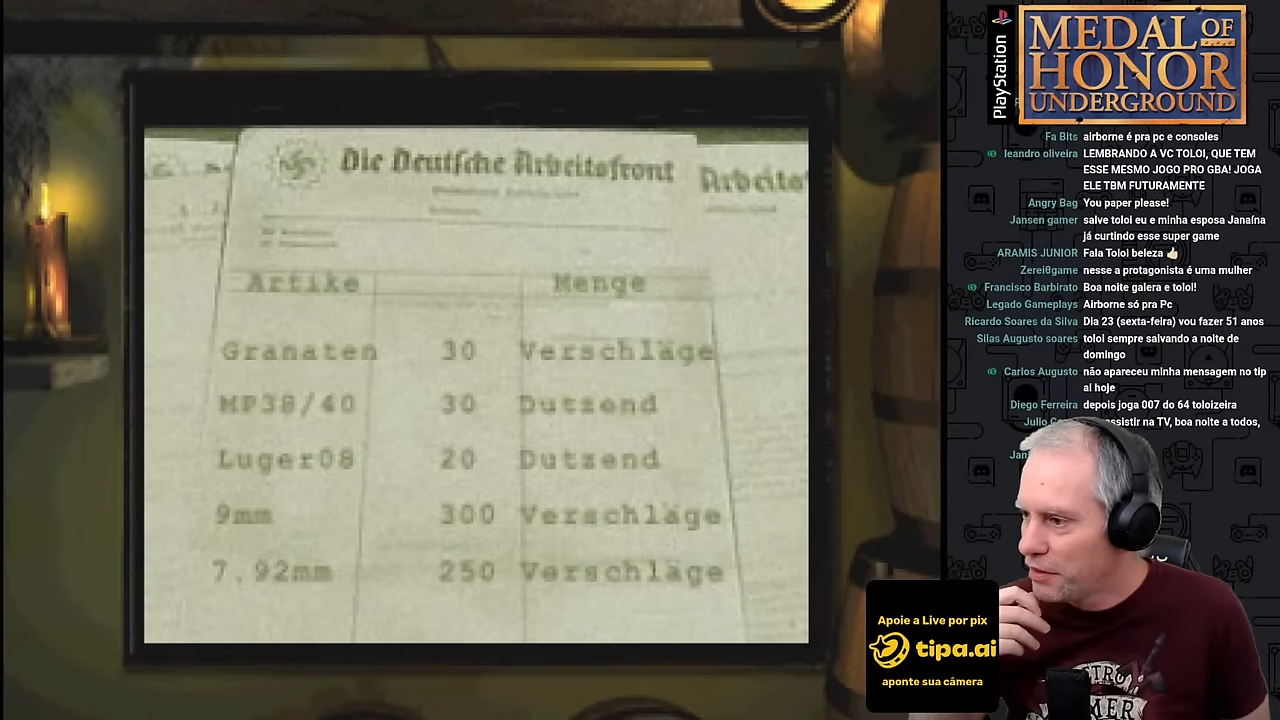 Die Deutsche Arbeitsfront
Arbeits
Artike
Menge
Granaten 30 Verschläge
MP38/40 30 Dutzend
Luger08 20 Dutzend
9mm 300 Verschläge
7.92mm 250 Verschläge
PlayStation
MEDAL OF
HONOR
UNDERGROUND
Fa Bits airborne é pra pc e consoles
leandro oliveira LEMBRANDO A VC TOLOI, QUE TEM
ESSE MESMO JOGO PRO GBA! JOGA
ELE TBM FUTURAMENTE
Angry Bag You paper please!
Jansen gamer salve toloi eu e minha esposa Janaína
já curtindo esse super game
ARAMIS JUNIOR Fala Toloi beleza 👍🏻
Zerei0game nesse a protagonista é uma mulher
Francisco Barbirato Boa noite galera e toloi!
Legado Gameplays Airborne só pra Pc
Ricardo Soares da Silva Dia 23 (sexta-feira) vou fazer 51 anos
Silas Augusto soares toloi sempre salvando a noite de
domingo
Carlos Augusto não apareceu minha mensagem no tip
aí hoje
Diego Ferreira depois joga 007 do 64 toloizeira
Julio assistir na TV, boa noite a todos,
Jan
Apoie a Live por pix
tipa.ai
aponte sua câmera